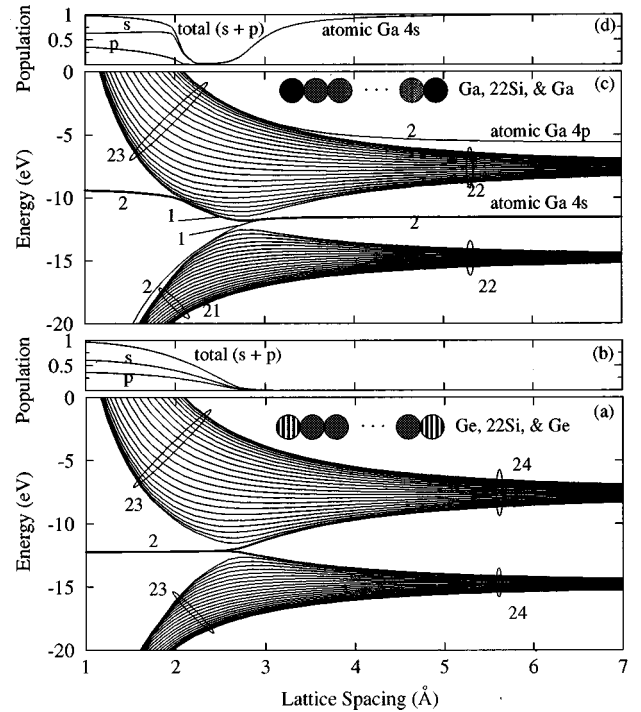 1
0.5
0
Population
s
p
total (s + p)
atomic Ga 4s
(d)
0
-5
-10
-15
-20
Energy (eV)
Ga, 22Si, & Ga
(c)
23
2
atomic Ga 4p
22
2
1
atomic Ga 4s
2
1
2
21
22
1
0.5
0
Population
s
p
total (s + p)
(b)
0
-5
-10
-15
-20
Energy (eV)
Ge, 22Si, & Ge
(a)
23
24
2
23
24
1 2 3 4 5 6 7
Lattice Spacing (Å)